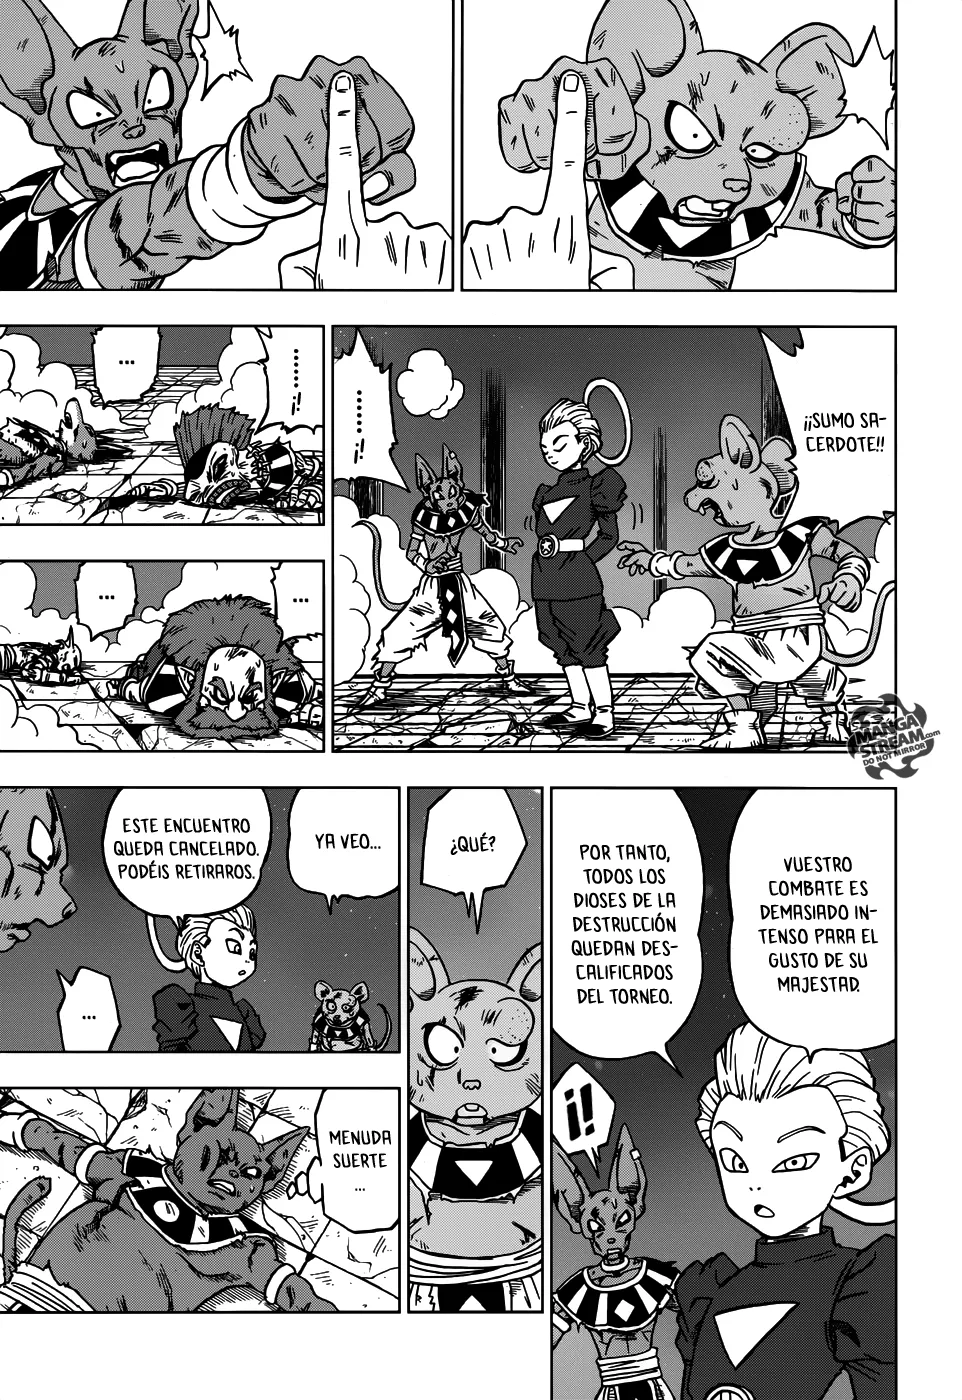 ¡¡SUMO SA-
CERDOTE!!
...
...
...
VUESTRO
COMBATE ES
DEMASIADO IN-
TENSO PARA EL
GUSTO DE SU
MAJESTAD.
POR TANTO,
TODOS LOS
DIOSES DE LA
DESTRUCCIÓN
QUEDAN DES-
CALIFICADOS
DEL TORNEO.
¡!
¿QUÉ?
YA VEO...
ESTE ENCUENTRO
QUEDA CANCELADO.
PODÉIS RETIRAROS.
...
MENUDA
SUERTE
...
MANGA
STREAM.com
DO NOT MIRROR